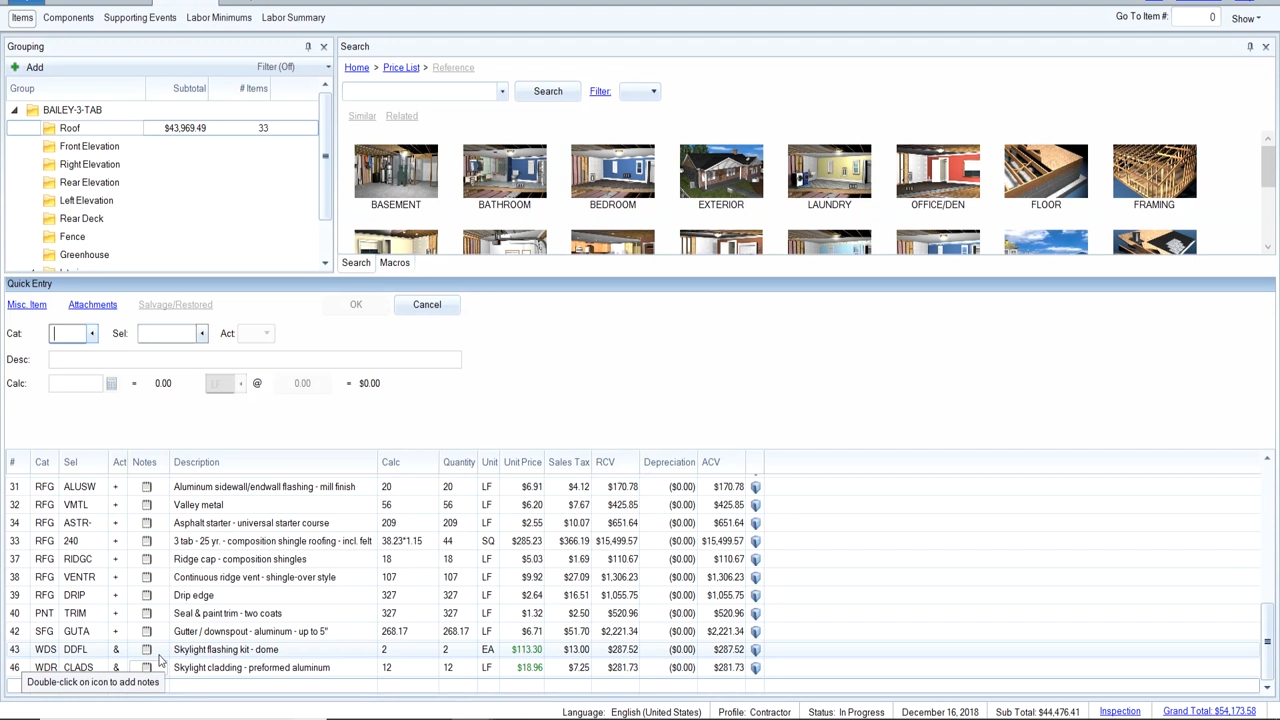 Items Components Supporting Events Labor Minimums Labor Summary Go To Item #: 0 Show
Grouping
Search
Add Filter (Off)
Home > Price List > Reference
Group Subtotal # Items
Search Filter:
BAILEY-3-TAB
Similar Related
Roof $43,969.49 33
Front Elevation
Right Elevation
Rear Elevation
Left Elevation
Rear Deck
Fence
Greenhouse
BASEMENT BATHROOM BEDROOM EXTERIOR LAUNDRY OFFICE/DEN FLOOR FRAMING
Search Macros
Quick Entry
Misc. Item Attachments Salvage/Restored OK Cancel
Cat: Sel: Act:
Desc:
Calc: = 0.00 LF @ 0.00 = $0.00
# Cat Sel Act Notes Description Calc Quantity Unit Unit Price Sales Tax RCV Depreciation ACV
31 RFG ALUSW + Aluminum sidewall/endwall flashing - mill finish 20 20 LF $6.91 $4.12 $170.78 ($0.00) $170.78
32 RFG VMTL + Valley metal 56 56 LF $6.20 $7.67 $425.85 ($0.00) $425.85
34 RFG ASTR- + Asphalt starter - universal starter course 209 209 LF $2.55 $10.07 $651.64 ($0.00) $651.64
33 RFG 240 + 3 tab - 25 yr. - composition shingle roofing - incl. felt 38.23*1.15 44 SQ $285.23 $366.19 $15,499.57 ($0.00) $15,499.57
37 RFG RIDGC + Ridge cap - composition shingles 18 18 LF $5.03 $1.69 $110.67 ($0.00) $110.67
38 RFG VENTR + Continuous ridge vent - shingle-over style 107 107 LF $9.92 $27.09 $1,306.23 ($0.00) $1,306.23
39 RFG DRIP + Drip edge 327 327 LF $2.64 $16.51 $1,055.75 ($0.00) $1,055.75
40 PNT TRIM + Seal & paint trim - two coats 327 327 LF $1.32 $2.50 $520.96 ($0.00) $520.96
42 SFG GUTA + Gutter / downspout - aluminum - up to 5" 268.17 268.17 LF $6.71 $51.70 $2,221.34 ($0.00) $2,221.34
43 WDS DDFL & Skylight flashing kit - dome 2 2 EA $113.30 $13.00 $287.52 ($0.00) $287.52
46 WDR CLADS & Skylight cladding - preformed aluminum 12 12 LF $18.96 $7.25 $281.73 ($0.00) $281.73
Double-click on icon to add notes
Language: English (United States) Profile: Contractor Status: In Progress December 16, 2018 Sub Total: $44,476.41 Inspection Grand Total: $54,173.58